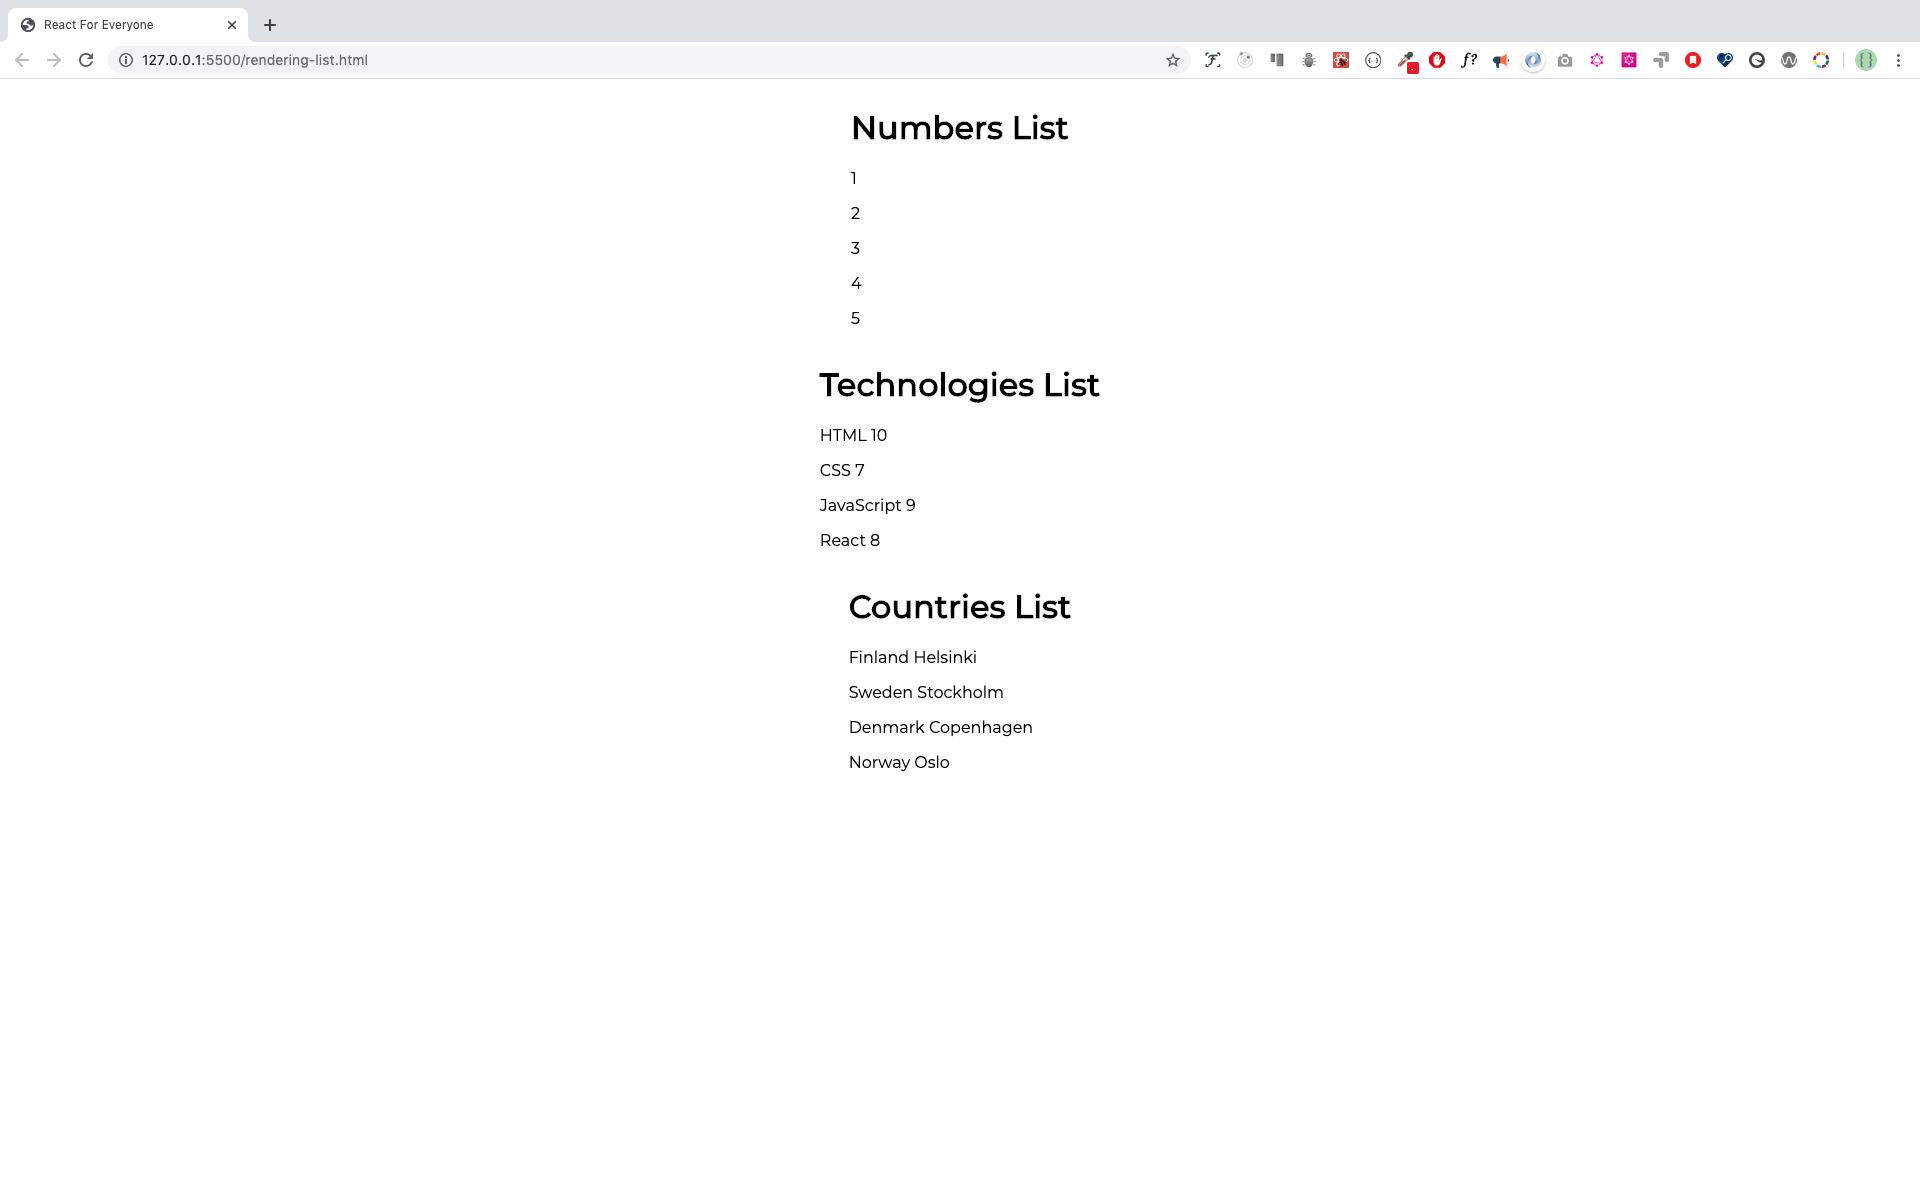 React For Everyone
127.0.0.1:5500/rendering-list.html
Numbers List
1
2
3
4
5
Technologies List
HTML 10
CSS 7
JavaScript 9
React 8
Countries List
Finland Helsinki
Sweden Stockholm
Denmark Copenhagen
Norway Oslo